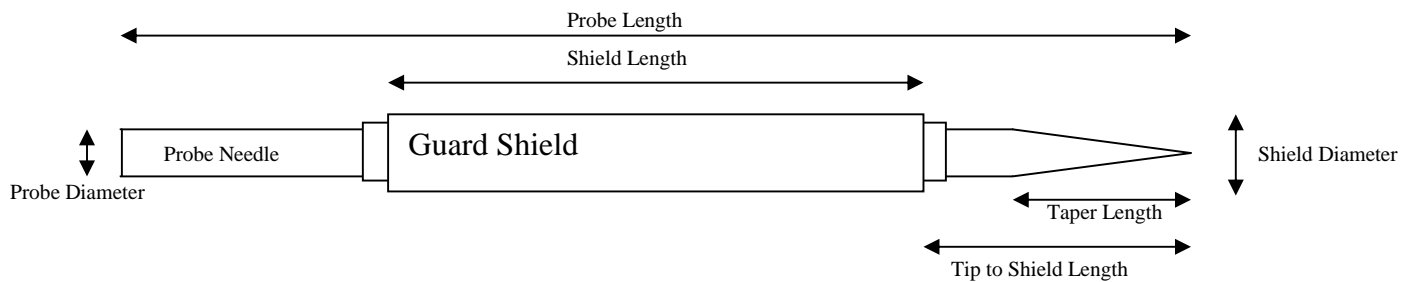 Probe Length
Shield Length
Guard Shield
Probe Needle
Shield Diameter
Probe Diameter
Taper Length
Tip to Shield Length